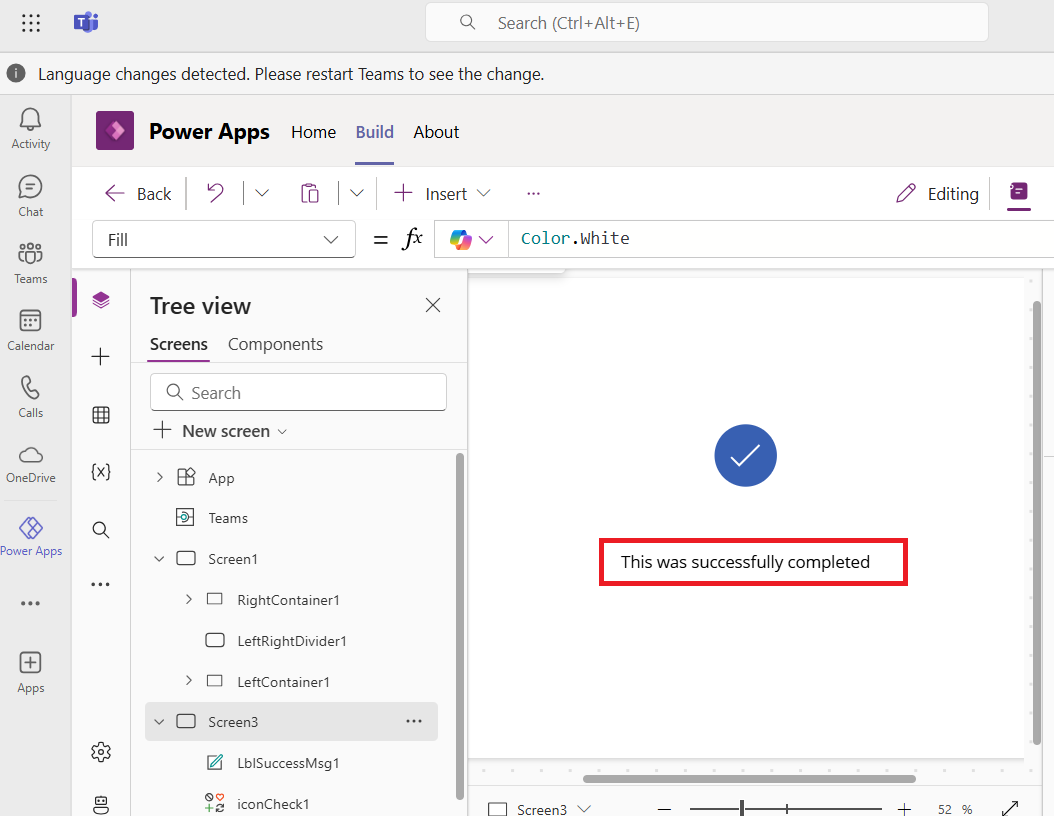 Search (Ctrl+Alt+E)
Language changes detected. Please restart Teams to see the change.
Activity
Chat
Teams
Calendar
Calls
OneDrive
Power Apps
Apps
Power Apps Home Build About
Back Insert Editing
Fill = fx Color.White
Tree view
Screens Components
Search
New screen
App
Teams
Screen1
RightContainer1
LeftRightDivider1
LeftContainer1
Screen3
LblSuccessMsg1
iconCheck1
This was successfully completed
Screen3 52 %